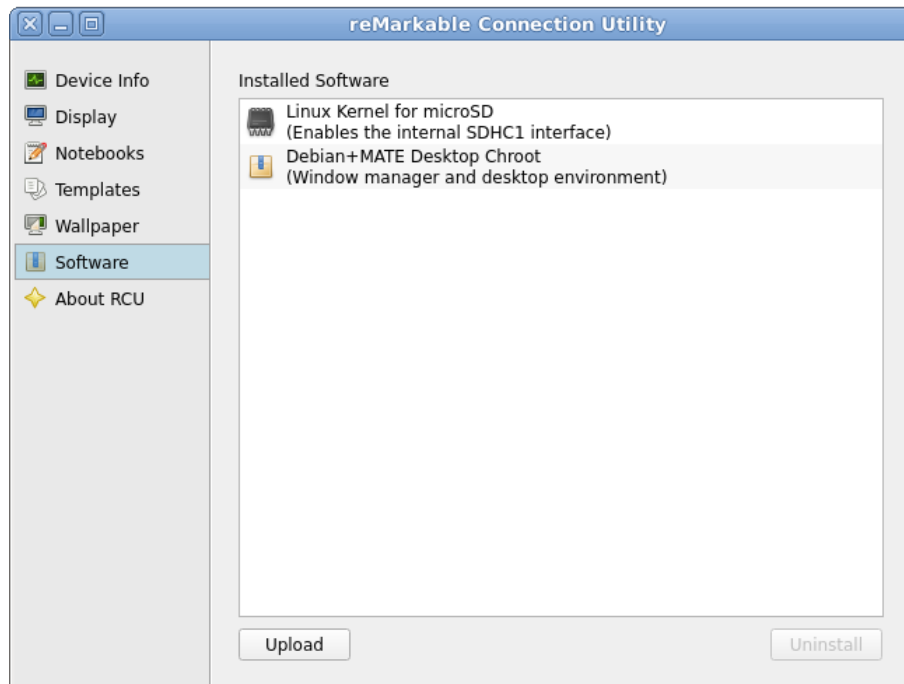 reMarkable Connection Utility
Device Info
Display
Notebooks
Templates
Wallpaper
Software
About RCU
Installed Software
Linux Kernel for microSD
(Enables the internal SDHC1 interface)
Debian+MATE Desktop Chroot
(Window manager and desktop environment)
Upload
Uninstall